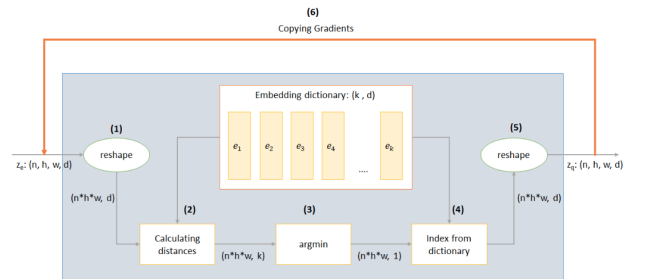 (6)
Copying Gradients
Embedding dictionary: (k , d)
(1)
(5)
e1 e2 e3 e4 .... ek
reshape
reshape
ze: (n, h, w, d)
zq: (n, h, w, d)
(n*h*w, d)
(n*h*w, d)
(2)
(3)
(4)
Calculating
distances
(n*h*w, k)
argmin
(n*h*w, 1)
Index from
dictionary